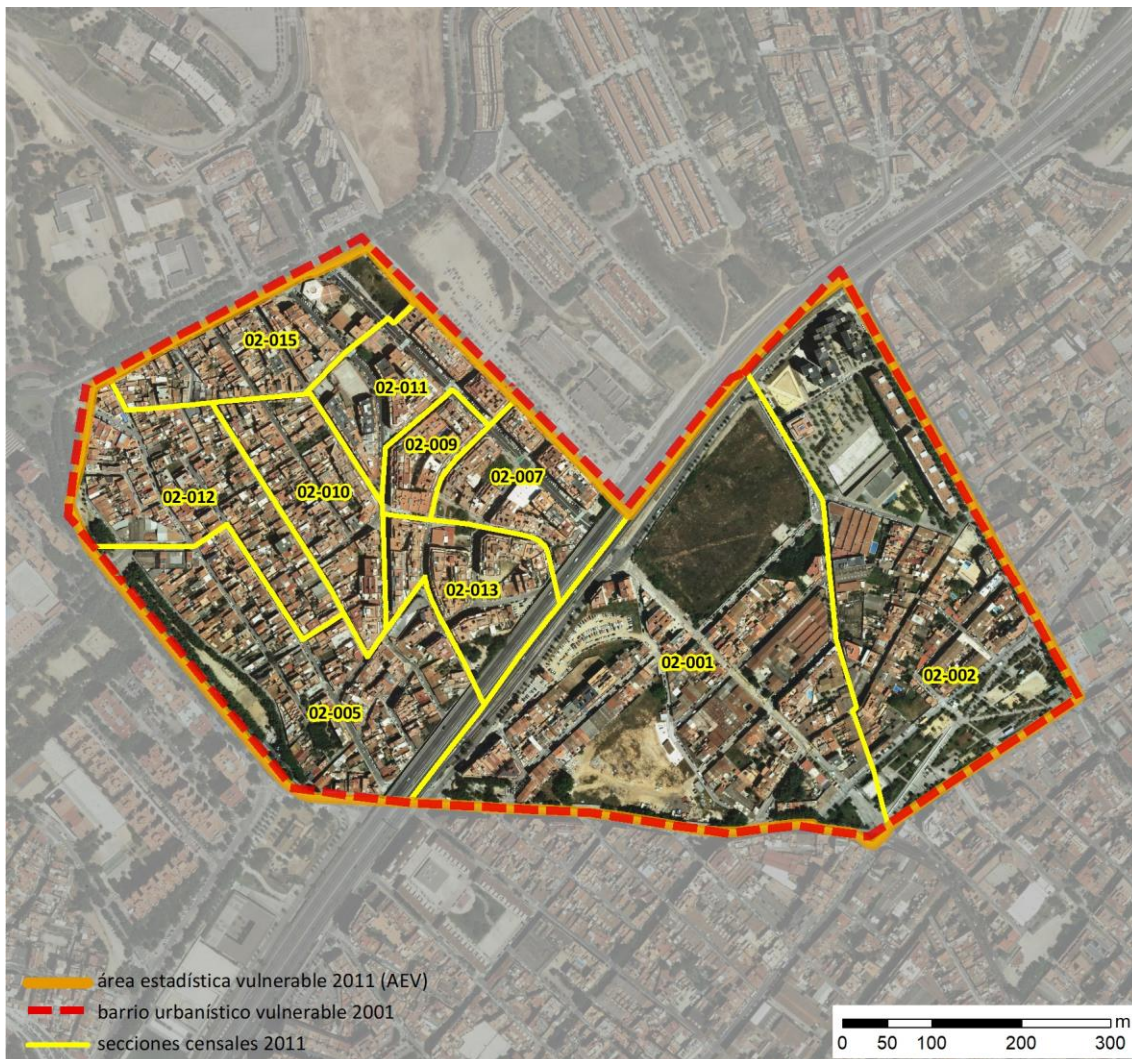 02-015
02-011
02-009
02-007
02-012
02-010
02-013
02-001
02-002
02-005
área estadística vulnerable 2011 (AEV)
barrio urbanístico vulnerable 2001
secciones censales 2011
m
0 50 100 200 300